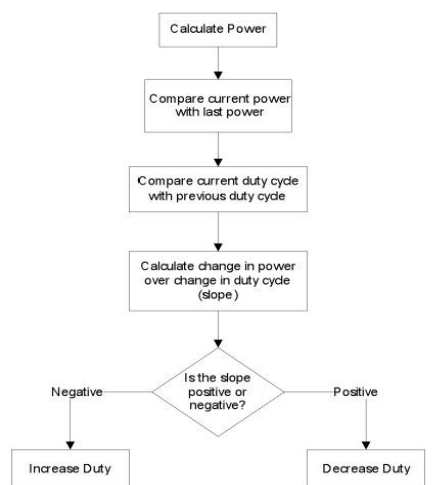 Calculate Power
Compare current power
with last power
Compare current duty cycle
with previous duty cycle
Calculate change in power
over change in duty cycle
(slope)
Is the slope
positive or
negative?
Negative
Positive
Increase Duty
Decrease Duty